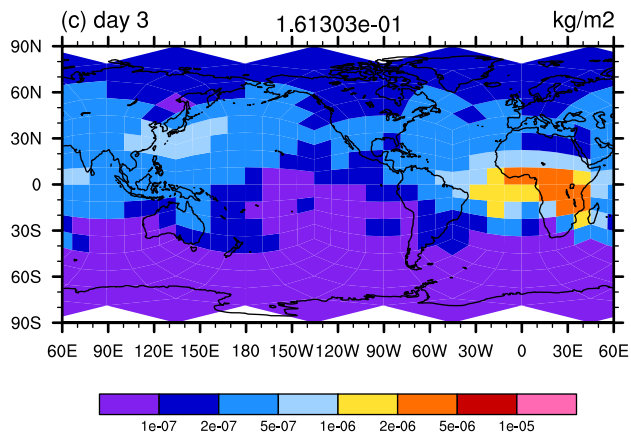 (c) day 3 1.61303e-01 kg/m2
90N
60N
30N
0
30S
60S
90S
60E 90E 120E 150E 180 150W 120W 90W 60W 30W 0 30E 60E
1e-07 2e-07 5e-07 1e-06 2e-06 5e-06 1e-05